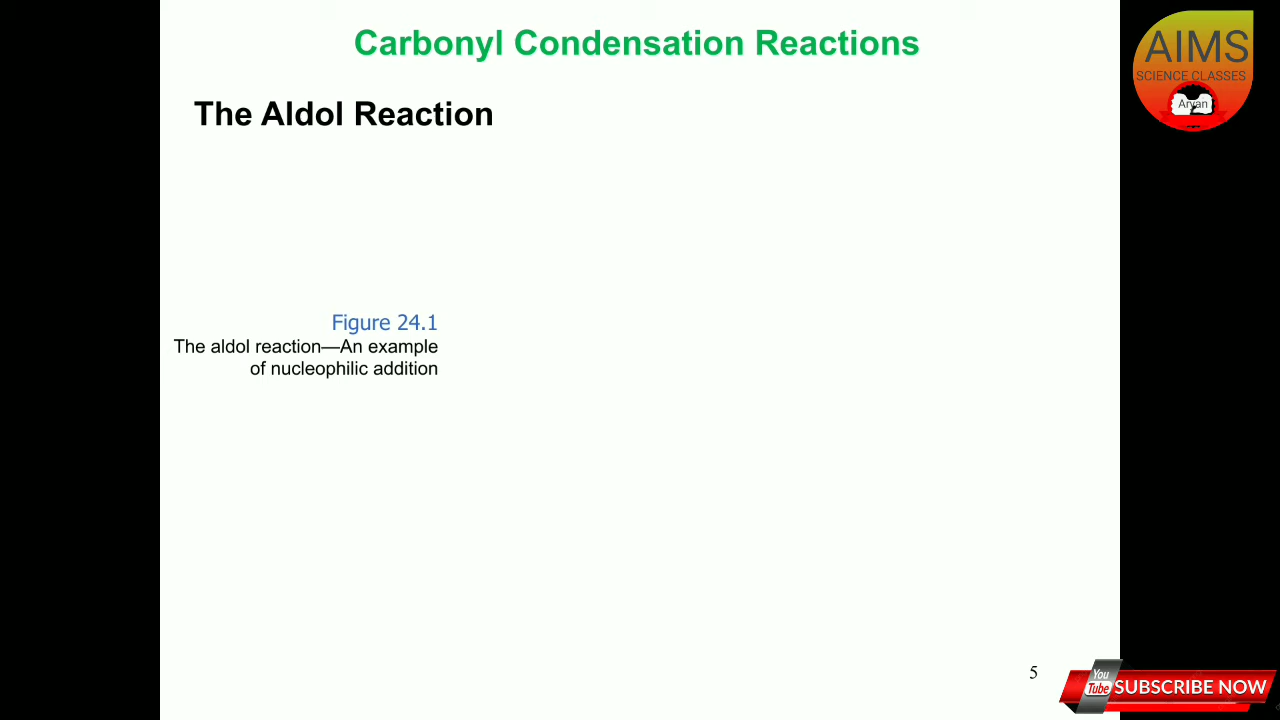 Carbonyl Condensation Reactions
AIMS
SCIENCE CLASSES
Aryan
The Aldol Reaction
Figure 24.1
The aldol reaction—An example
of nucleophilic addition
5
You
Tube
SUBSCRIBE NOW